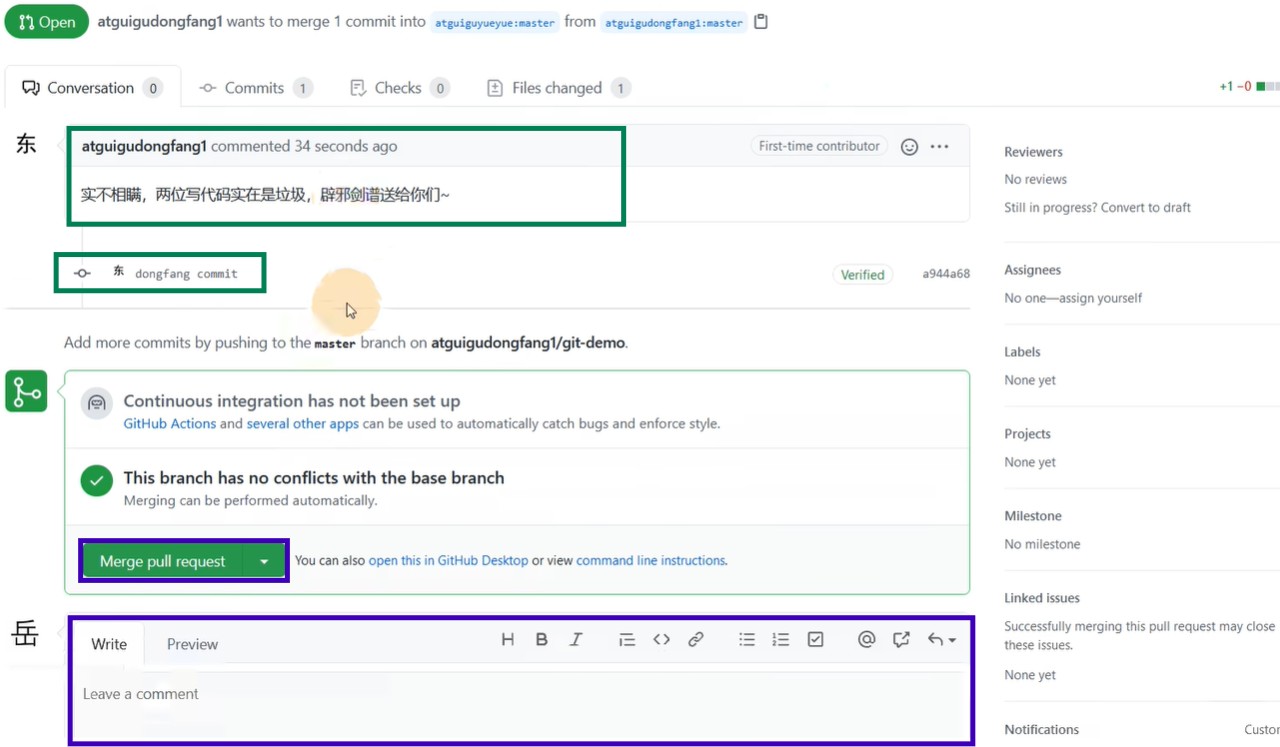 Open atguigudongfang1 wants to merge 1 commit into atguiguyueyue:master from atguigudongfang1:master
Conversation 0 Commits 1 Checks 0 Files changed 1 +1 −0
东 atguigudongfang1 commented 34 seconds ago First-time contributor
实不相瞒，两位写代码实在是垃圾，辟邪剑谱送给你们~
东 dongfang commit Verified a944a68
Add more commits by pushing to the master branch on atguigudongfang1/git-demo.
Continuous integration has not been set up
GitHub Actions and several other apps can be used to automatically catch bugs and enforce style.
This branch has no conflicts with the base branch
Merging can be performed automatically.
Merge pull request You can also open this in GitHub Desktop or view command line instructions.
岳 Write Preview
Leave a comment
Reviewers
No reviews
Still in progress? Convert to draft
Assignees
No one—assign yourself
Labels
None yet
Projects
None yet
Milestone
No milestone
Linked issues
Successfully merging this pull request may close
these issues.
None yet
Notifications Custor